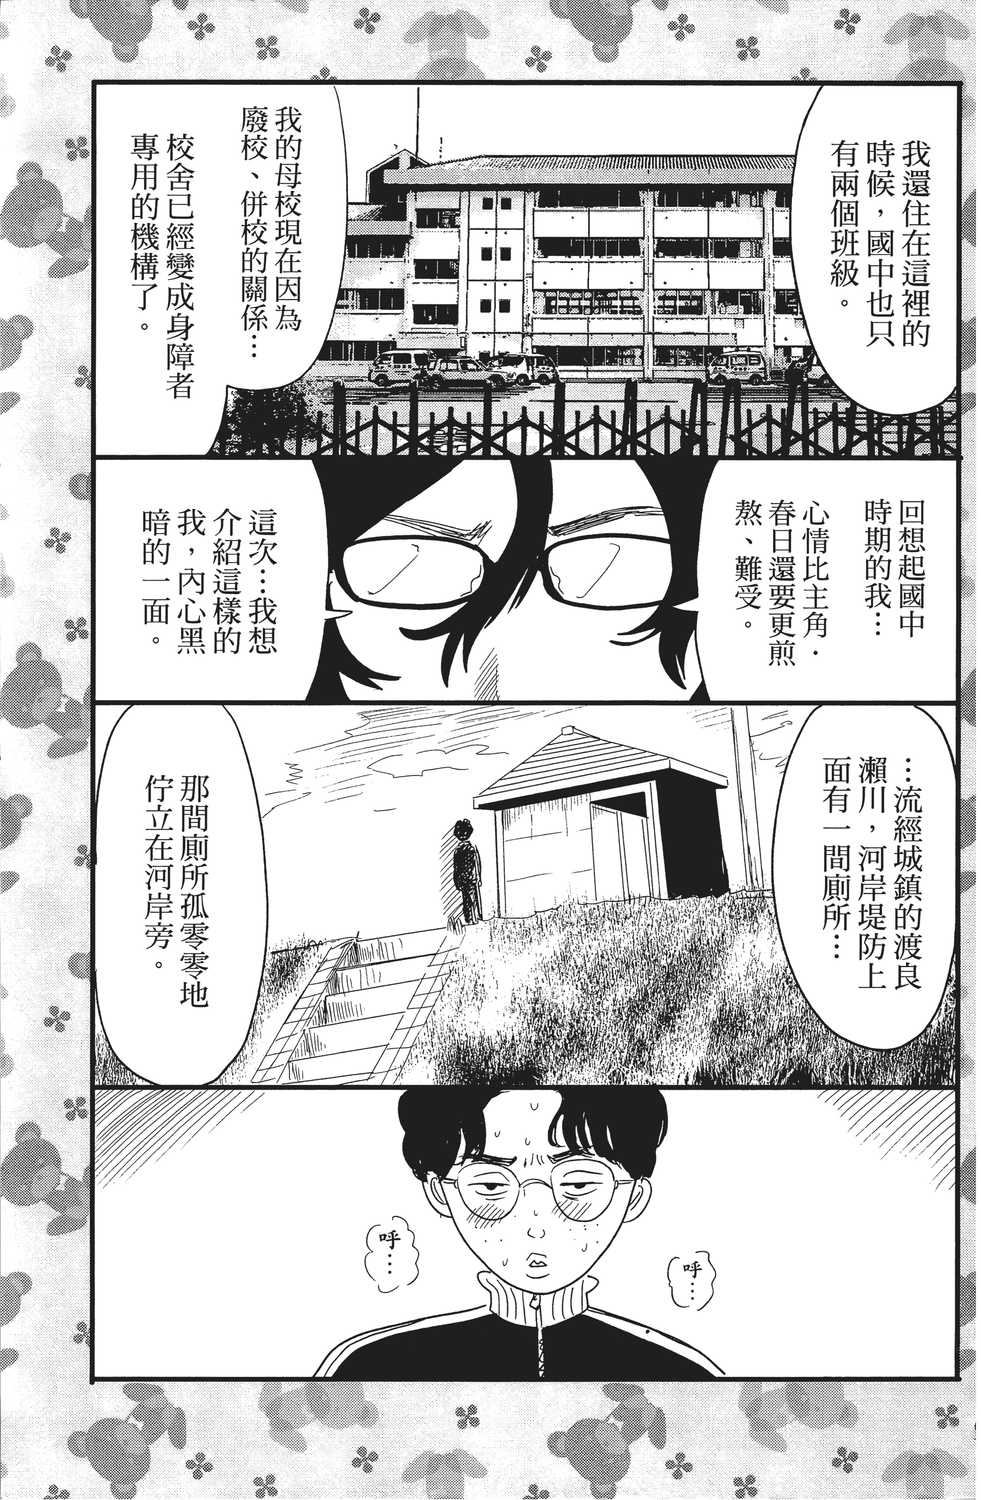 我還住在這裡的
時候，國中也只
有兩個班級。
我的母校現在因為
廢校、併校的關係…
校舍已經變成身障者
專用的機構了。
回想起國中
時期的我…
心情比主角．
春日還要更煎
熬、難受。
這次…我想
介紹這樣的
我，內心黑
暗的一面。
…流經城鎮的渡良
瀨川，河岸堤防上
面有一間廁所…
那間廁所孤零零地
佇立在河岸旁。
呼…
呼…